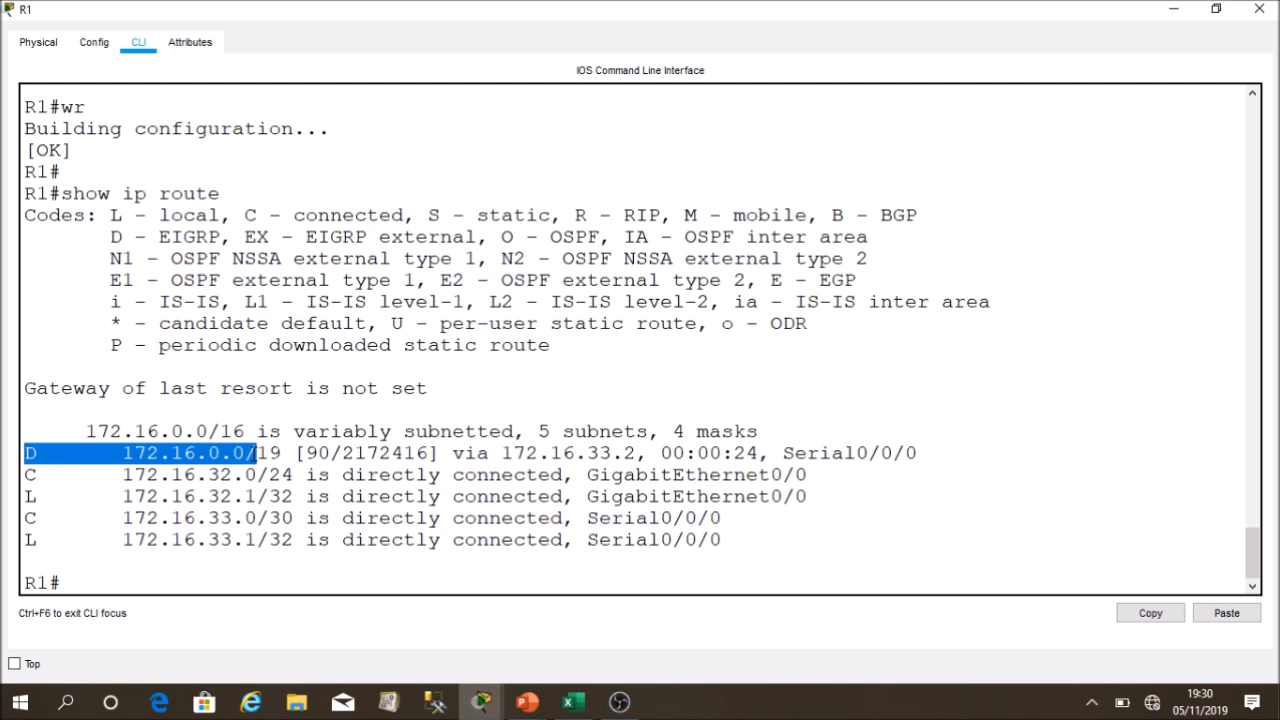 R1
Physical Config CLI Attributes
IOS Command Line Interface
R1#wr
Building configuration...
[OK]
R1#
R1#show ip route
Codes: L - local, C - connected, S - static, R - RIP, M - mobile, B - BGP
D - EIGRP, EX - EIGRP external, O - OSPF, IA - OSPF inter area
N1 - OSPF NSSA external type 1, N2 - OSPF NSSA external type 2
E1 - OSPF external type 1, E2 - OSPF external type 2, E - EGP
i - IS-IS, L1 - IS-IS level-1, L2 - IS-IS level-2, ia - IS-IS inter area
* - candidate default, U - per-user static route, o - ODR
P - periodic downloaded static route
Gateway of last resort is not set
172.16.0.0/16 is variably subnetted, 5 subnets, 4 masks
D 172.16.0.0/19 [90/2172416] via 172.16.33.2, 00:00:24, Serial0/0/0
C 172.16.32.0/24 is directly connected, GigabitEthernet0/0
L 172.16.32.1/32 is directly connected, GigabitEthernet0/0
C 172.16.33.0/30 is directly connected, Serial0/0/0
L 172.16.33.1/32 is directly connected, Serial0/0/0
R1#
Ctrl+F6 to exit CLI focus
Copy Paste
Top
19:30
05/11/2019